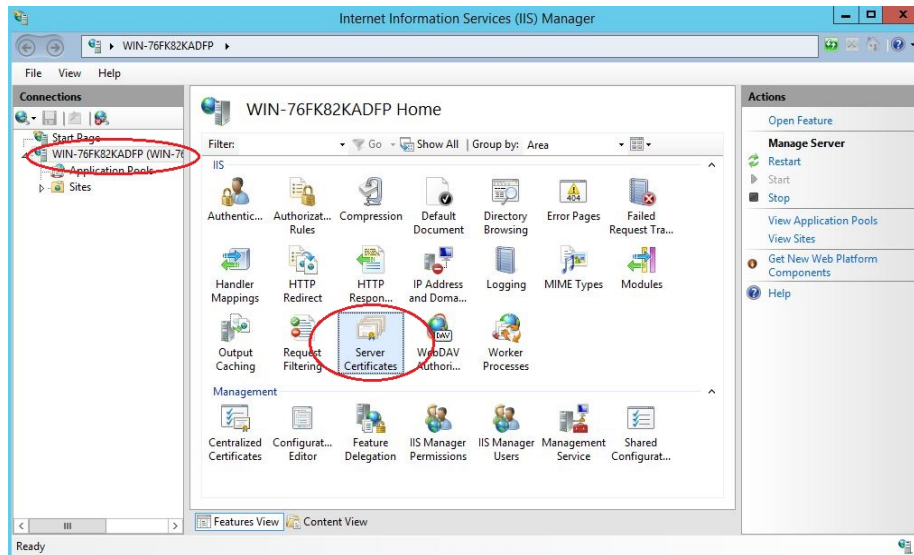 Internet Information Services (IIS) Manager
WIN-76FK82KADFP
File View Help
Connections
Start Page
WIN-76FK82KADFP (WIN-76
Application Pools
Sites
WIN-76FK82KADFP Home
Filter: Go Show All Group by: Area
IIS
Authentic... Authorizat... Compression Default Directory Error Pages Failed
Rules Document Browsing Request Tra...
Handler HTTP HTTP IP Address Logging MIME Types Modules
Mappings Redirect Respon... and Doma...
Output Request Server WebDAV Worker
Caching Filtering Certificates Authori... Processes
Management
Centralized Configurat... Feature IIS Manager IIS Manager Management Shared
Certificates Editor Delegation Permissions Users Service Configurat...
Features View Content View
Actions
Open Feature
Manage Server
Restart
Start
Stop
View Application Pools
View Sites
Get New Web Platform
Components
Help
Ready